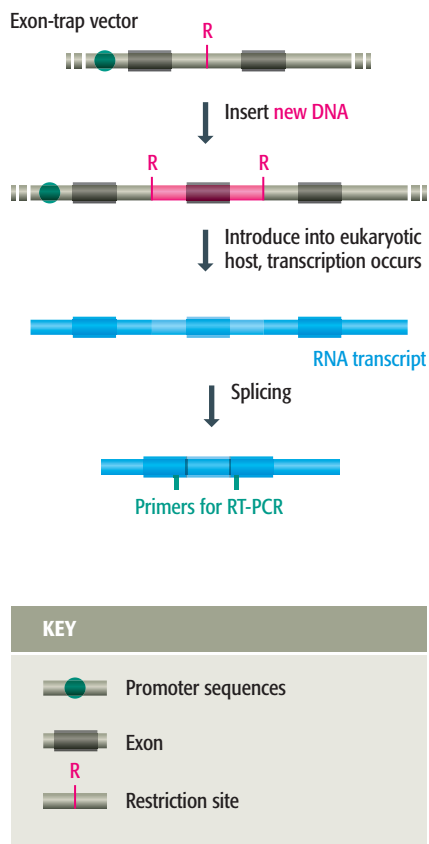 Exon-trap vector
R
Insert new DNA
R R
Introduce into eukaryotic
host, transcription occurs
RNA transcript
Splicing
Primers for RT-PCR
KEY
Promoter sequences
Exon
R
Restriction site